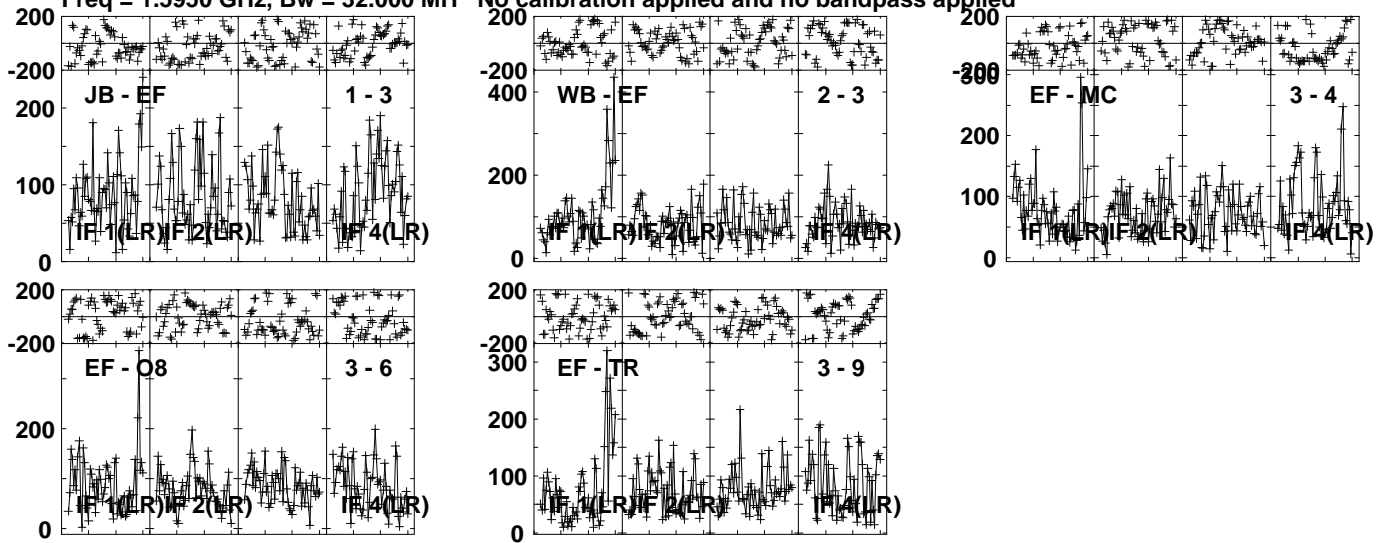 Freq = 1.5950 GHz, Bw = 32.000 MH No calibration applied and no bandpass applied
200
-200
JB - EF 1 - 3
200
100
0
IF 1(LR) IF 2(LR) IF 4(LR)
200
-200
WB - EF 2 - 3
400
200
0
IF 1(LR) IF 2(LR) IF 4(LR)
200
-200
300
EF - MC 3 - 4
200
100
0
IF 1(LR) IF 2(LR) IF 4(LR)
200
-200
EF - O8 3 - 6
200
0
IF 1(LR) IF 2(LR) IF 4(LR)
200
-200
300
EF - TR 3 - 9
200
100
0
IF 1(LR) IF 2(LR) IF 4(LR)